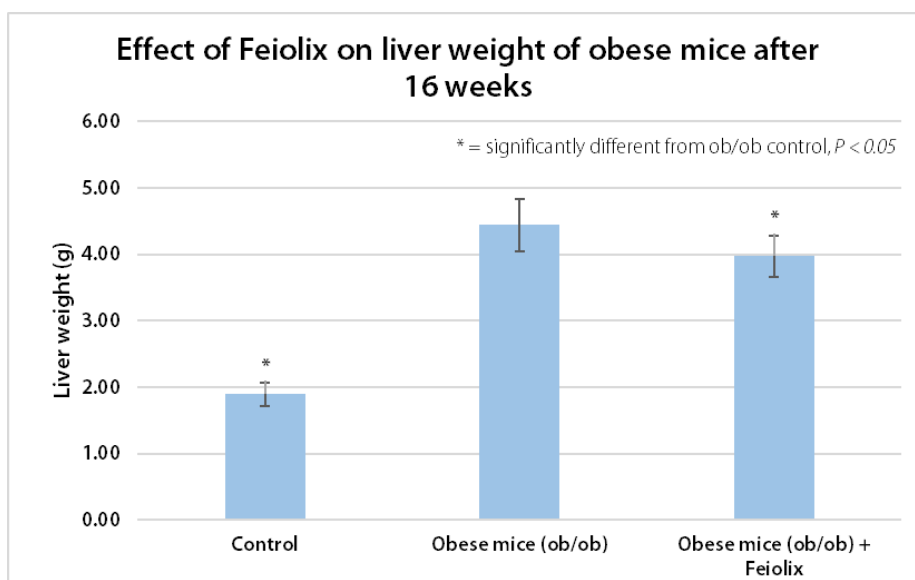 Effect of Feiolix on liver weight of obese mice after
16 weeks
6.00
* = significantly different from ob/ob control, P < 0.05
5.00
*
4.00
Liver weight (g)
3.00
*
2.00
1.00
0.00
Control
Obese mice (ob/ob)
Obese mice (ob/ob) +
Feiolix